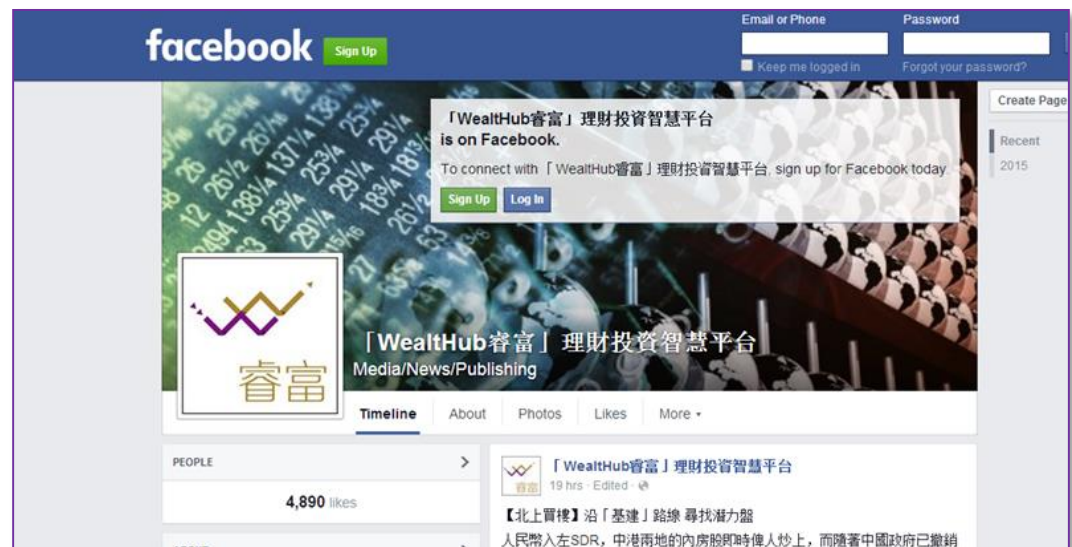 Email or Phone
Password
facebook
Sign Up
Keep me logged in
Forgot your password?
「WealtHub睿富」理財投資智慧平台
is on Facebook.
To connect with「WealtHub睿富」理財投資智慧平台, sign up for Facebook today.
Sign Up
Log In
Create Page
Recent
2015
睿富
「WealtHub睿富」理財投資智慧平台
Media/News/Publishing
Timeline
About
Photos
Likes
More
PEOPLE
4,890 likes
「WealtHub睿富」理財投資智慧平台
19 hrs · Edited ·
【北上買樓】沿「基建」路線 尋找潛力盤
人民幣入左SDR，中港兩地的內房股即時俾人炒上，而隨著中國政府已撤銷